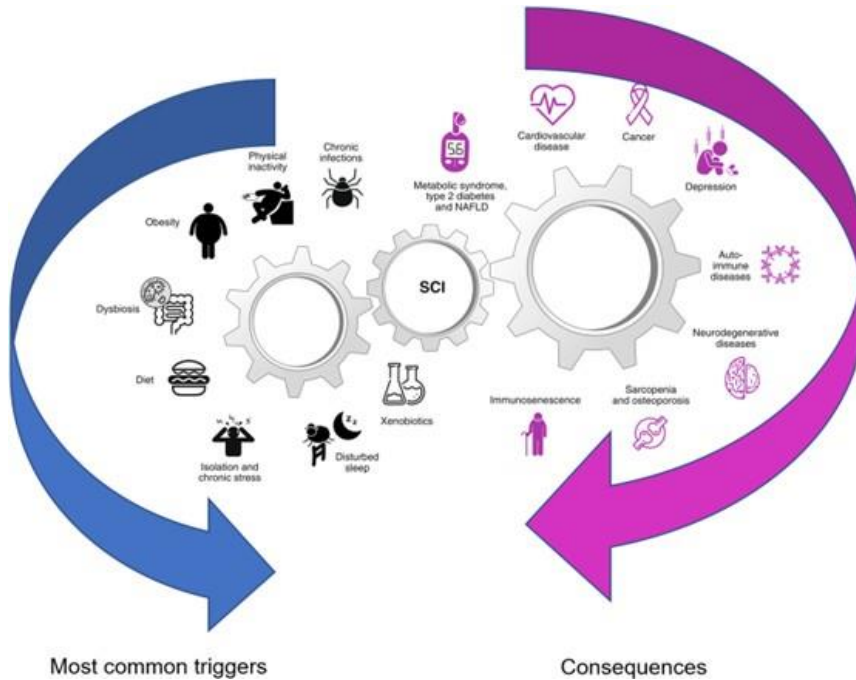 Chronic
infections
Physical
inactivity
Obesity
Dysbiosis
Diet
Isolation and
chronic stress
z z
Disturbed
sleep
Xenobiotics
SCI
5.6
Metabolic syndrome,
type 2 diabetes
and NAFLD
Cardiovascular
disease
Cancer
Depression
Auto-
immune
diseases
Neurodegenerative
diseases
Sarcopenia
and osteoporosis
Immunosenescence
Most common triggers
Consequences